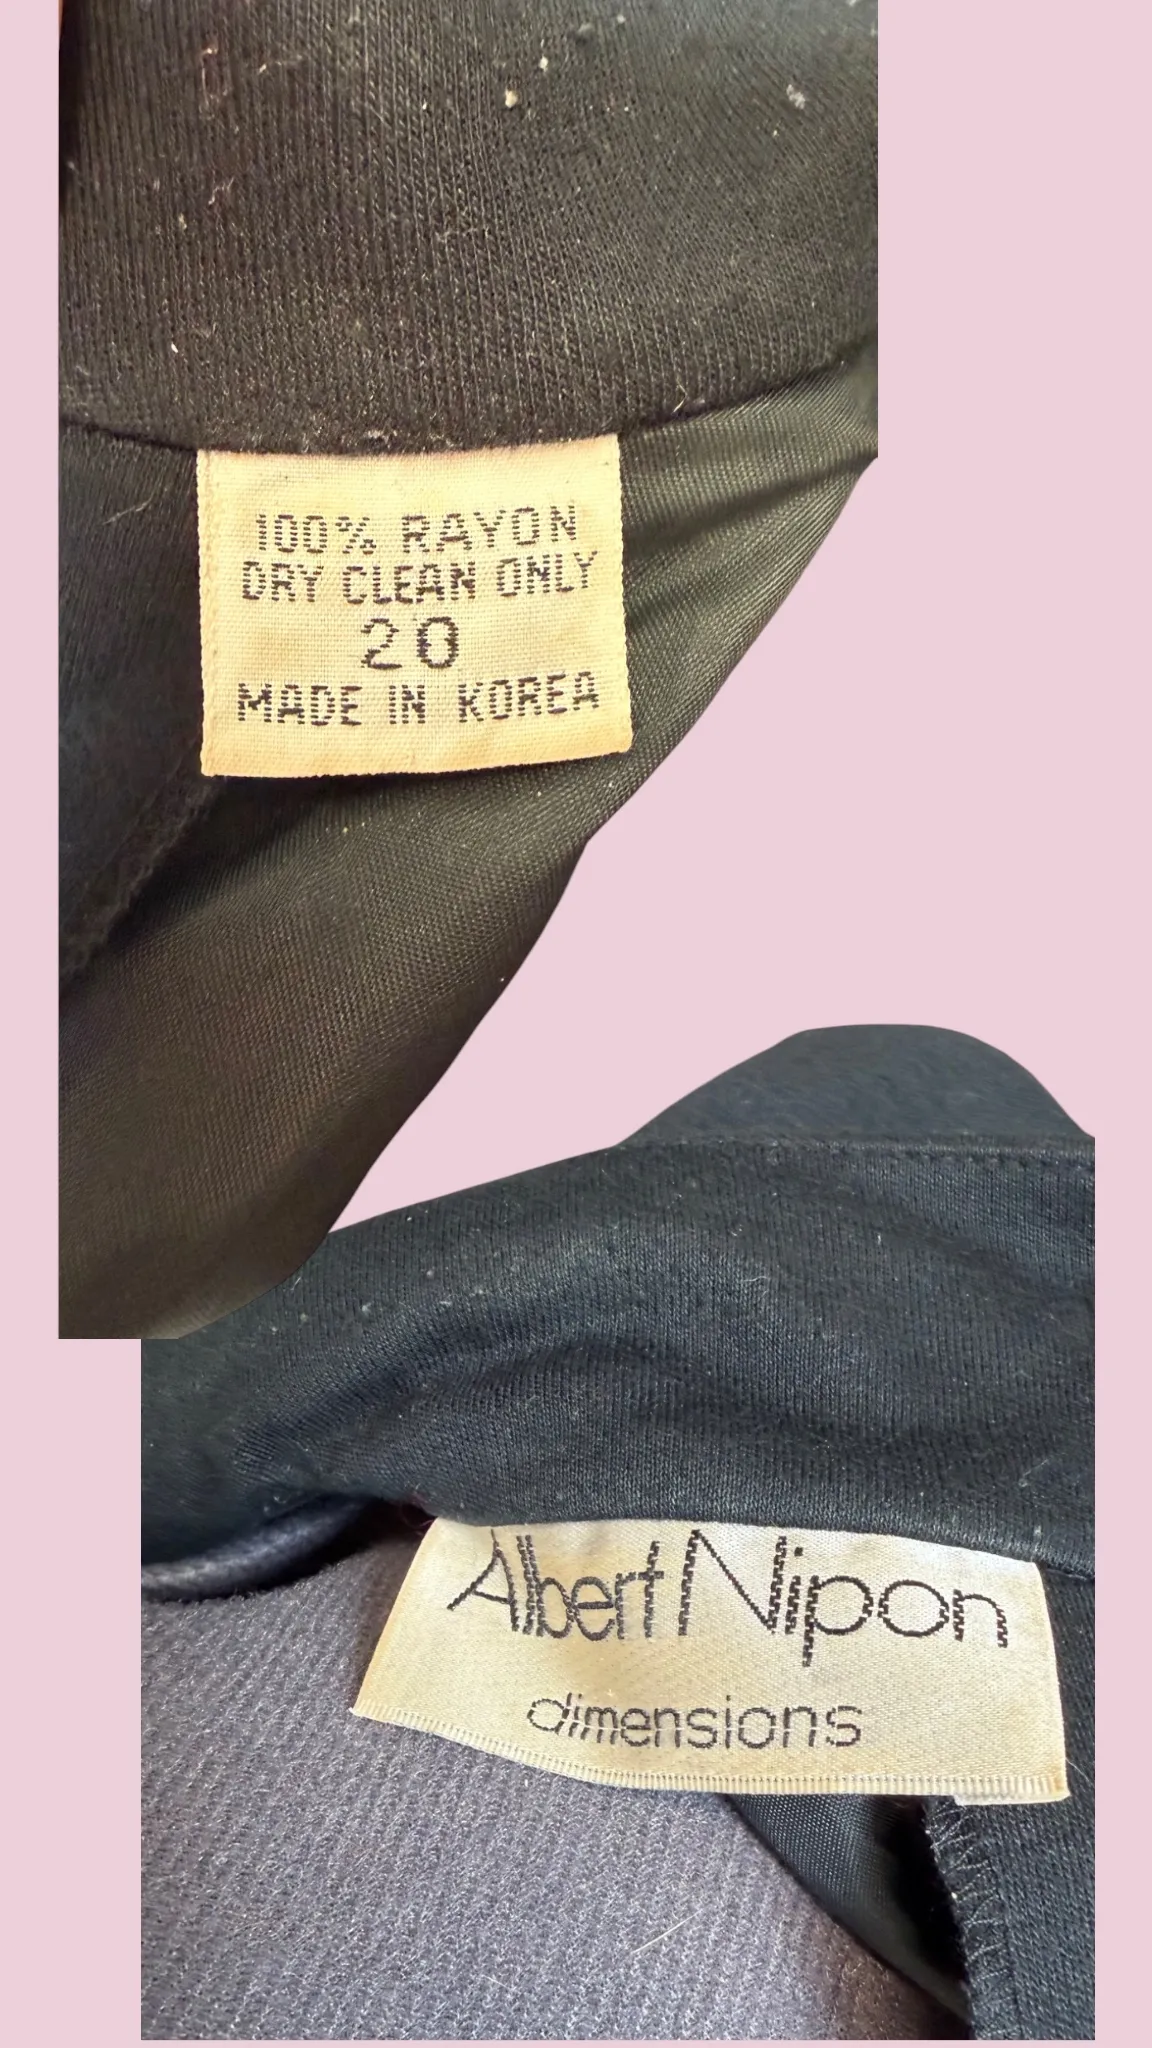 100% RAYON
DRY CLEAN ONLY
20
MADE IN KOREA
Albert Nipon
dimensions